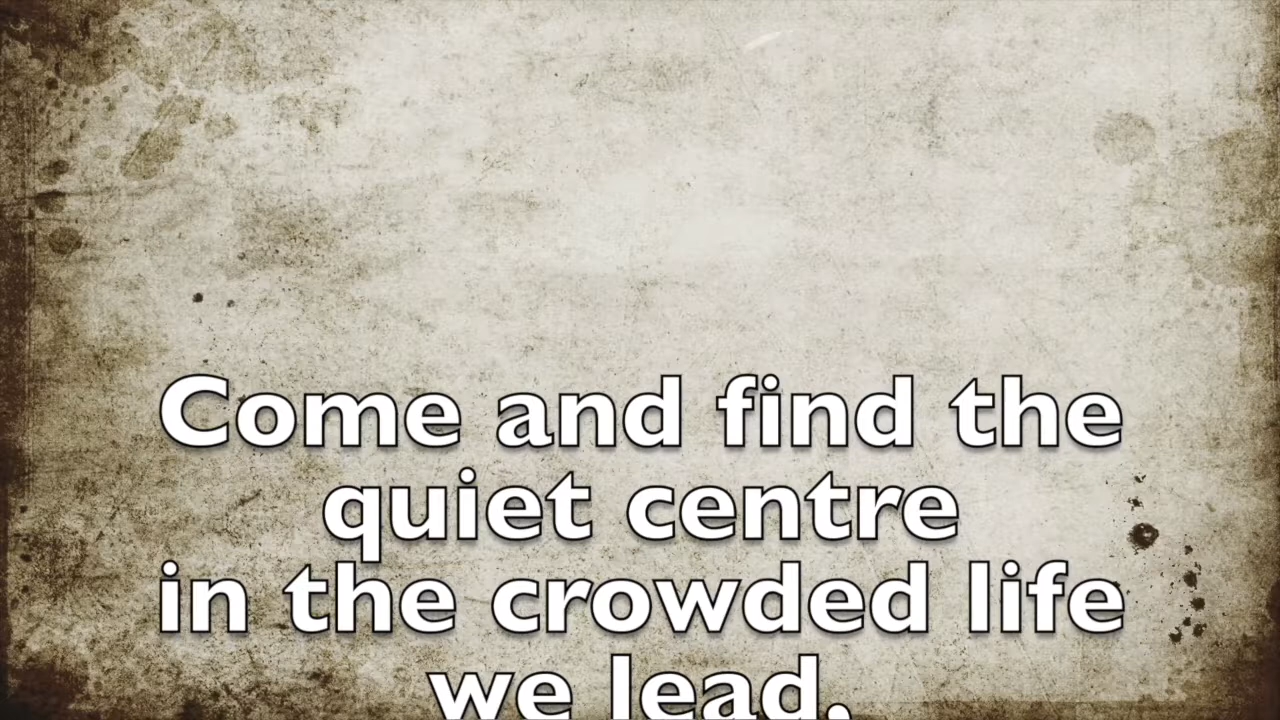 Come and find the
quiet centre
in the crowded life
we lead,